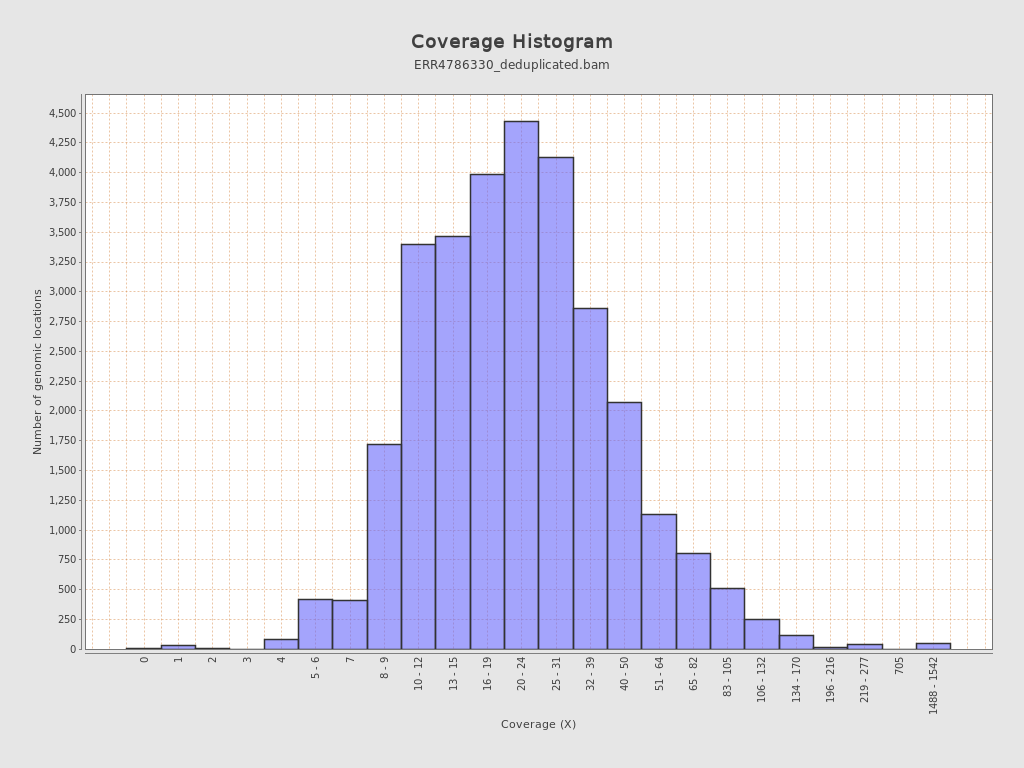 Coverage Histogram
ERR4786330_deduplicated.bam
Number of genomic locations
4,500
4,250
4,000
3,750
3,500
3,250
3,000
2,750
2,500
2,250
2,000
1,750
1,500
1,250
1,000
750
500
250
0
0
1
2
3
4
5 - 6
7
8 - 9
10 - 12
13 - 15
16 - 19
20 - 24
25 - 31
32 - 39
40 - 50
51 - 64
65 - 82
83 - 105
106 - 132
134 - 170
196 - 216
219 - 277
705
1488 - 1542
Coverage (X)